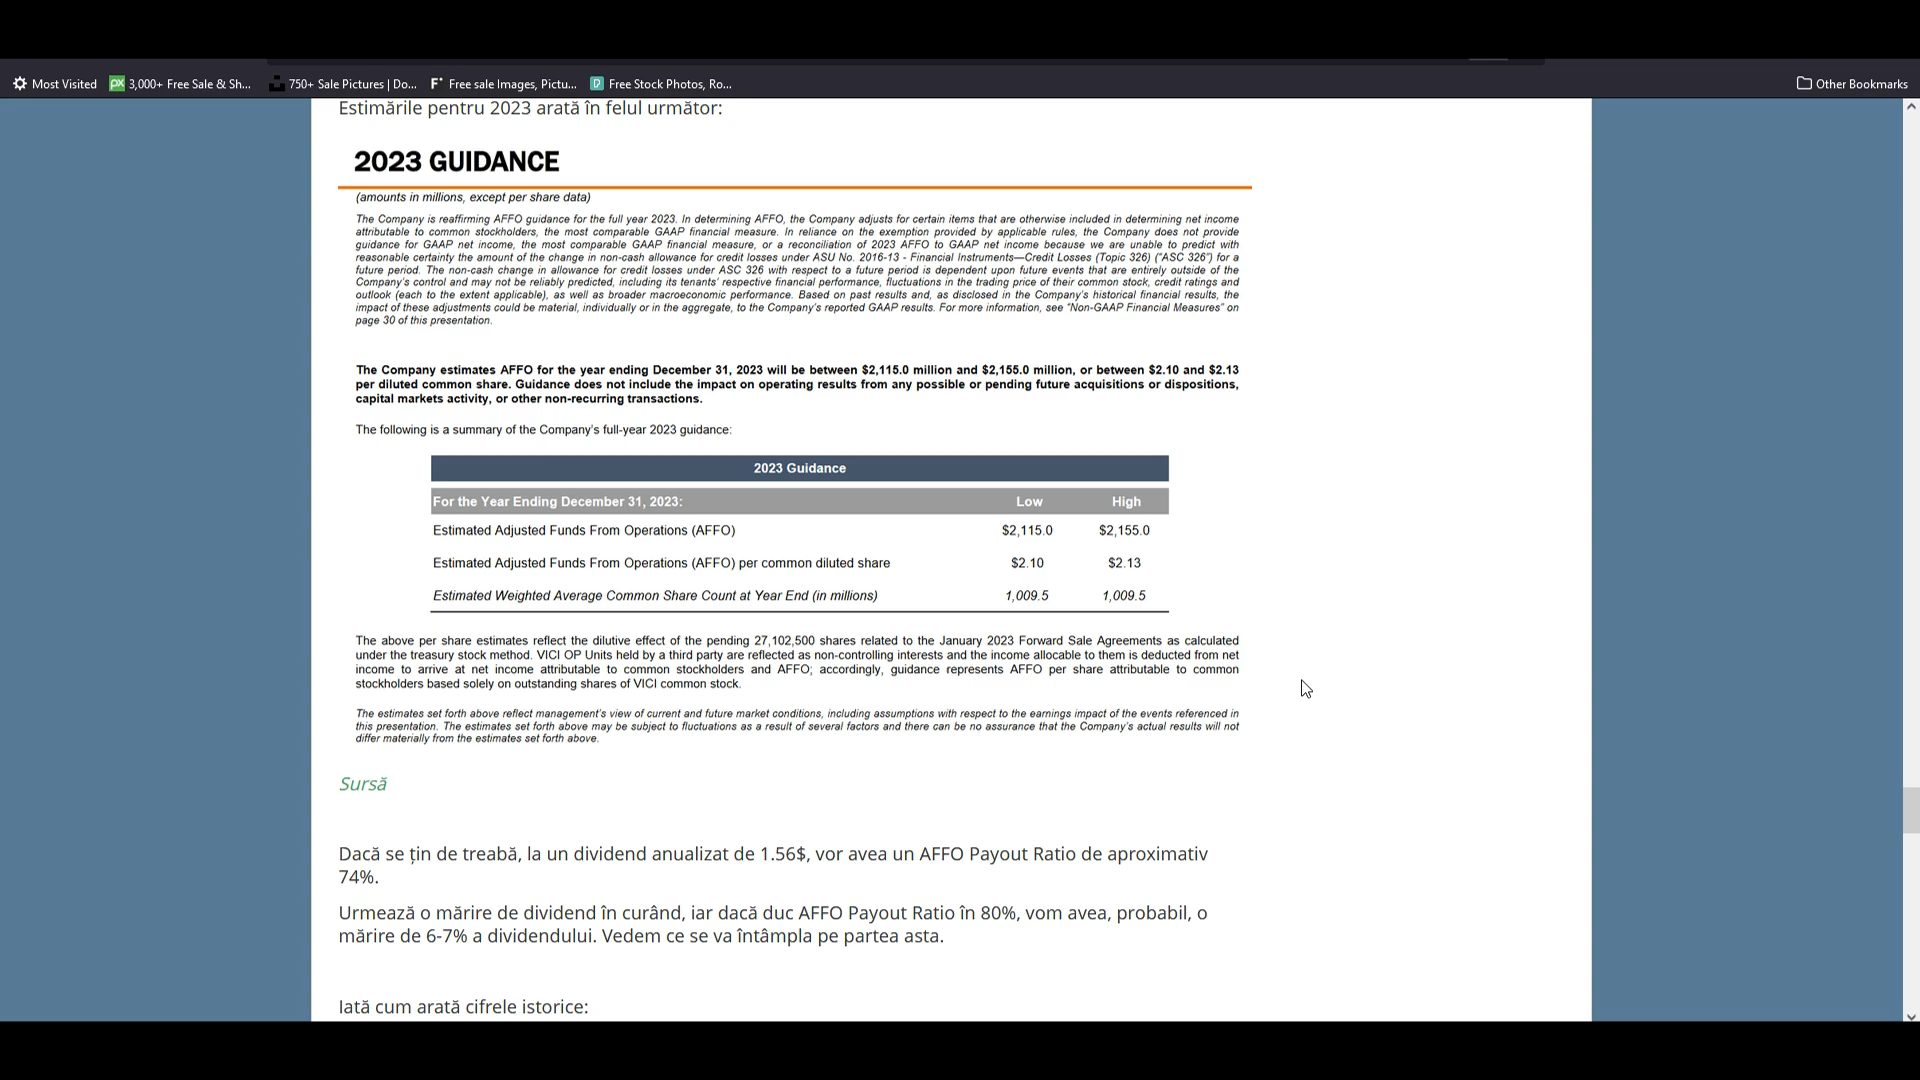 Most Visited
3,000+ Free Sale & Sh...
750+ Sale Pictures | Do...
Free sale Images, Pictu...
Free Stock Photos, Ro...
Other Bookmarks
Estimările pentru 2023 arată în felul următor:
2023 GUIDANCE
(amounts in millions, except per share data)
The Company is reaffirming AFFO guidance for the full year 2023. In determining AFFO, the Company adjusts for certain items that are otherwise included in determining net income
attributable to common stockholders, the most comparable GAAP financial measure. In reliance on the exemption provided by applicable rules, the Company does not provide
guidance for GAAP net income, the most comparable GAAP financial measure, or a reconciliation of 2023 AFFO to GAAP net income because we are unable to predict with
reasonable certainty the amount of the change in non-cash allowance for credit losses under ASU No. 2016-13 - Financial Instruments—Credit Losses (Topic 326) ("ASC 326") for a
future period. The non-cash change in allowance for credit losses under ASC 326 with respect to a future period is dependent upon future events that are entirely outside of the
Company's control and may not be reliably predicted, including its tenants' respective financial performance, fluctuations in the trading price of their common stock, credit ratings and
outlook (each to the extent applicable), as well as broader macroeconomic performance. Based on past results and, as disclosed in the Company's historical financial results, the
impact of these adjustments could be material, individually or in the aggregate, to the Company's reported GAAP results. For more information, see "Non-GAAP Financial Measures" on
page 30 of this presentation.
The Company estimates AFFO for the year ending December 31, 2023 will be between $2,115.0 million and $2,155.0 million, or between $2.10 and $2.13
per diluted common share. Guidance does not include the impact on operating results from any possible or pending future acquisitions or dispositions,
capital markets activity, or other non-recurring transactions.
The following is a summary of the Company's full-year 2023 guidance:
2023 Guidance
For the Year Ending December 31, 2023: Low High
Estimated Adjusted Funds From Operations (AFFO) $2,115.0 $2,155.0
Estimated Adjusted Funds From Operations (AFFO) per common diluted share $2.10 $2.13
Estimated Weighted Average Common Share Count at Year End (in millions) 1,009.5 1,009.5
The above per share estimates reflect the dilutive effect of the pending 27,102,500 shares related to the January 2023 Forward Sale Agreements as calculated
under the treasury stock method. VICI OP Units held by a third party are reflected as non-controlling interests and the income allocable to them is deducted from net
income to arrive at net income attributable to common stockholders and AFFO; accordingly, guidance represents AFFO per share attributable to common
stockholders based solely on outstanding shares of VICI common stock.
The estimates set forth above reflect management's view of current and future market conditions, including assumptions with respect to the earnings impact of the events referenced in
this presentation. The estimates set forth above may be subject to fluctuations as a result of several factors and there can be no assurance that the Company's actual results will not
differ materially from the estimates set forth above.
Sursă
Dacă se țin de treabă, la un dividend anualizat de 1.56$, vor avea un AFFO Payout Ratio de aproximativ
74%.
Urmează o mărire de dividend în curând, iar dacă duc AFFO Payout Ratio în 80%, vom avea, probabil, o
mărire de 6-7% a dividendului. Vedem ce se va întâmpla pe partea asta.
Iată cum arată cifrele istorice: